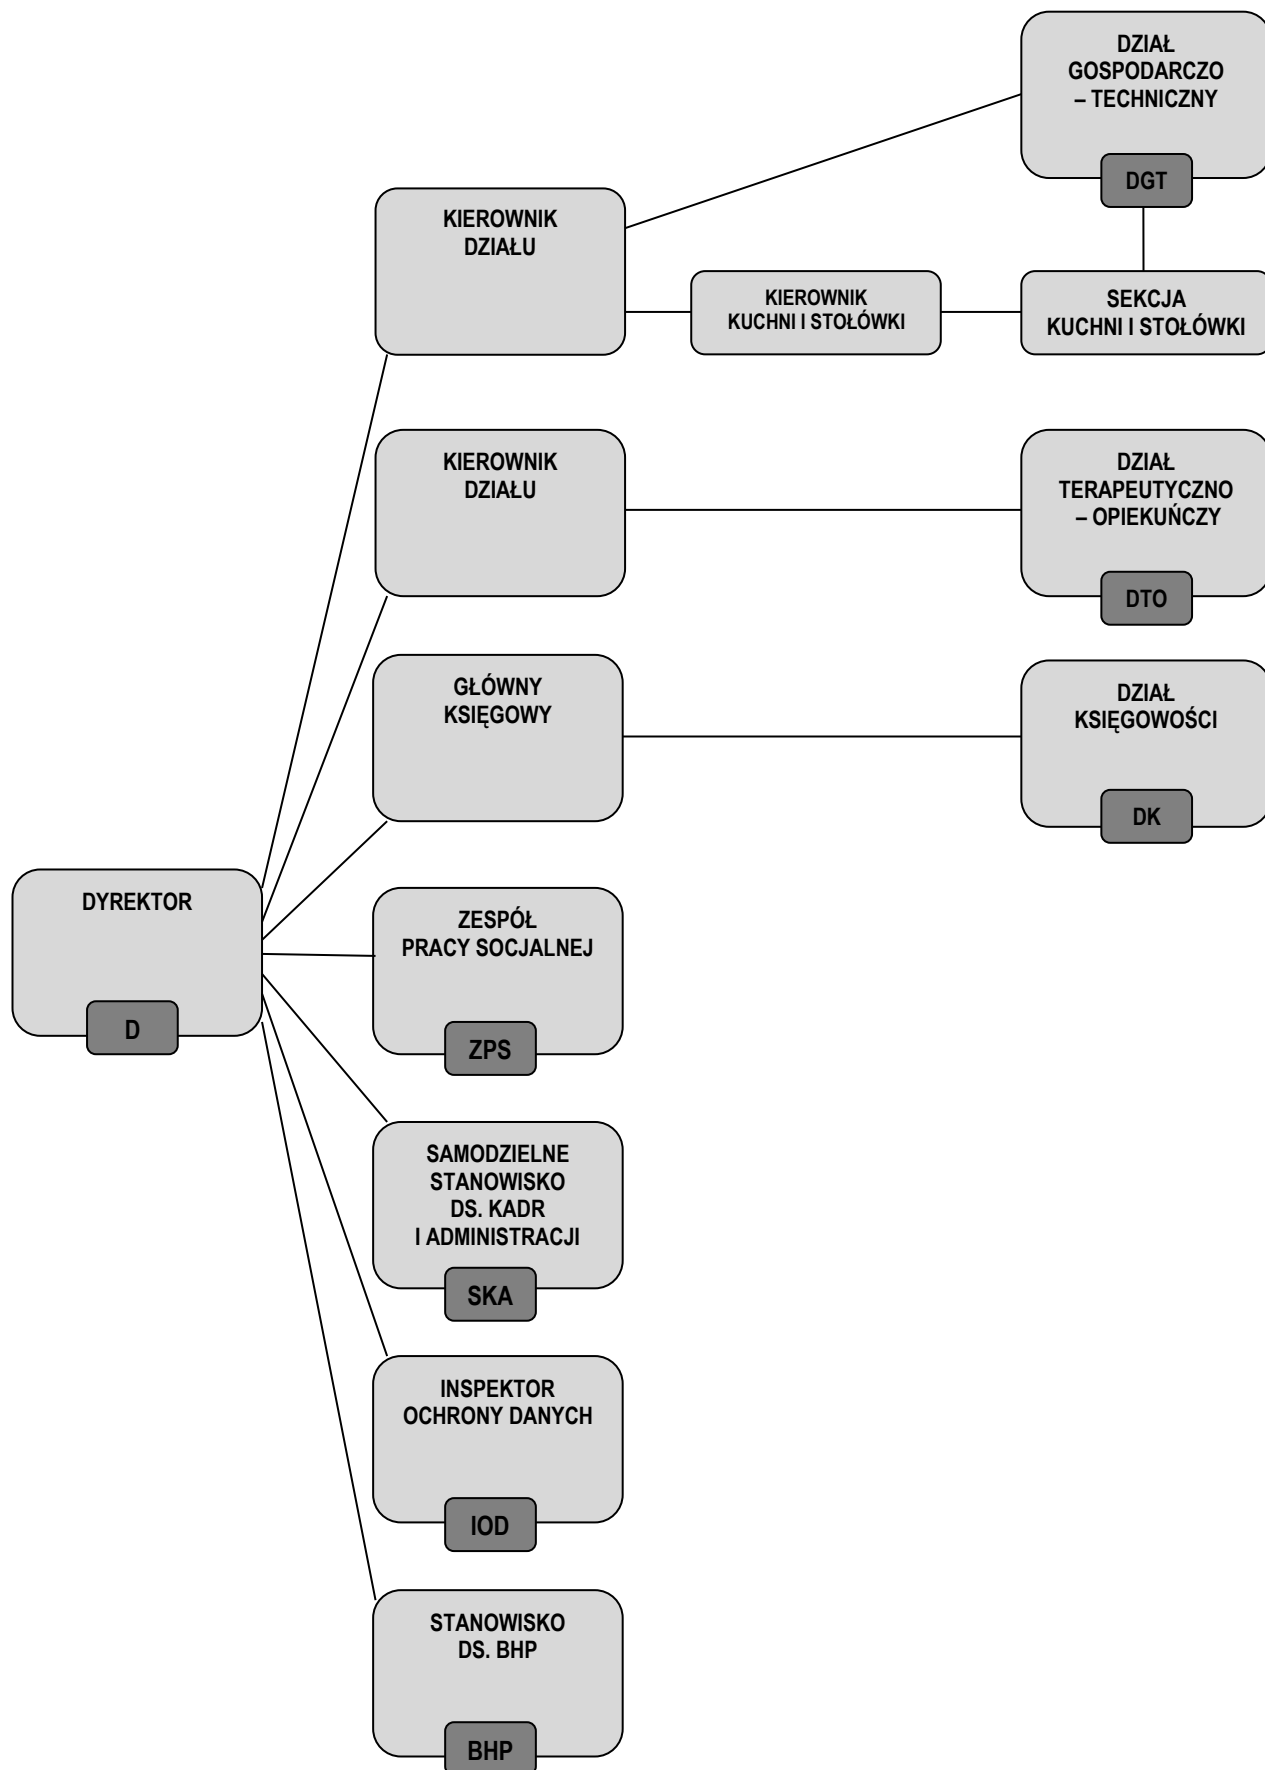 DZIAŁ
GOSPODARCZO
– TECHNICZNY
DGT
KIEROWNIK
DZIAŁU
KIEROWNIK
KUCHNI I STOŁÓWKI
SEKCJA
KUCHNI I STOŁÓWKI
KIEROWNIK
DZIAŁU
DZIAŁ
TERAPEUTYCZNO
– OPIEKUŃCZY
DTO
GŁÓWNY
KSIĘGOWY
DZIAŁ
KSIĘGOWOŚCI
DK
DYREKTOR
D
ZESPÓŁ
PRACY SOCJALNEJ
ZPS
SAMODZIELNE
STANOWISKO
DS. KADR
I ADMINISTRACJI
SKA
INSPEKTOR
OCHRONY DANYCH
IOD
STANOWISKO
DS. BHP
BHP